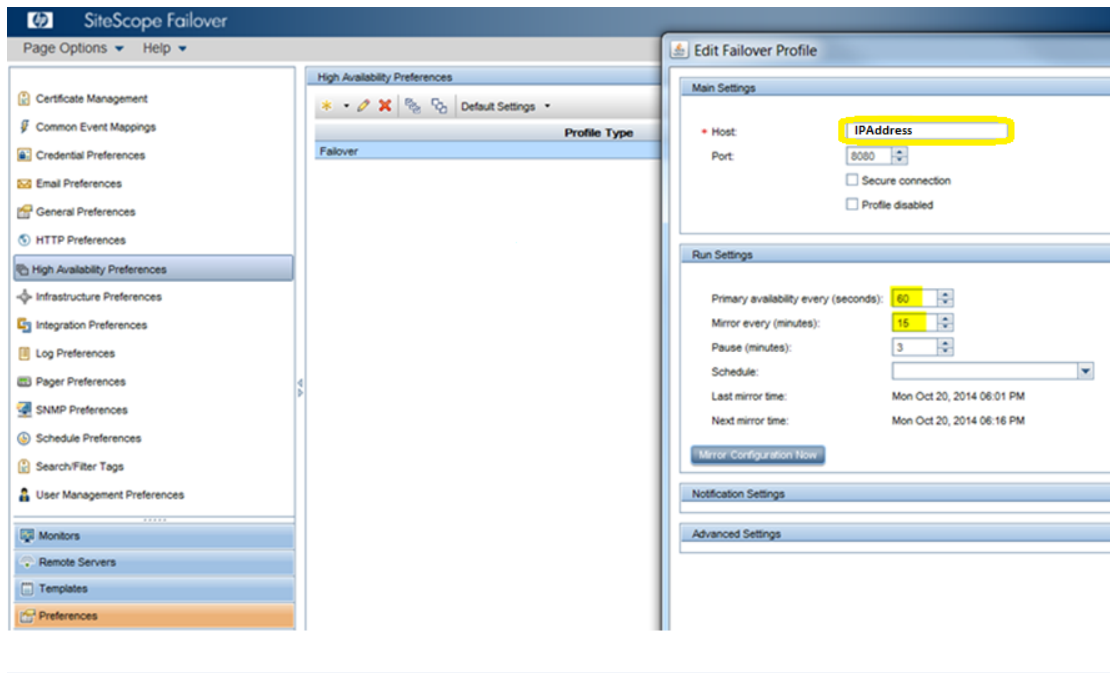 hp SiteScope Failover
Page Options Help
Certificate Management
Common Event Mappings
Credential Preferences
Email Preferences
General Preferences
HTTP Preferences
High Availability Preferences
Infrastructure Preferences
Integration Preferences
Log Preferences
Pager Preferences
SNMP Preferences
Schedule Preferences
Search/Filter Tags
User Management Preferences
Monitors
Remote Servers
Templates
Preferences
High Availability Preferences
Default Settings
Profile Type
Failover
Edit Failover Profile
Main Settings
* Host: IPAddress
Port: 8080
Secure connection
Profile disabled
Run Settings
Primary availability every (seconds): 60
Mirror every (minutes): 15
Pause (minutes): 3
Schedule:
Last mirror time: Mon Oct 20, 2014 06:01 PM
Next mirror time: Mon Oct 20, 2014 06:16 PM
Mirror Configuration Now
Notification Settings
Advanced Settings